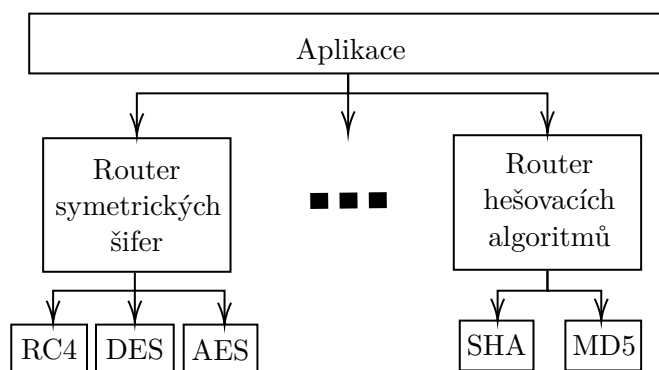 Aplikace
Router
symetrických
šifer
Router
hešovacích
algoritmů
RC4
DES
AES
SHA
MD5